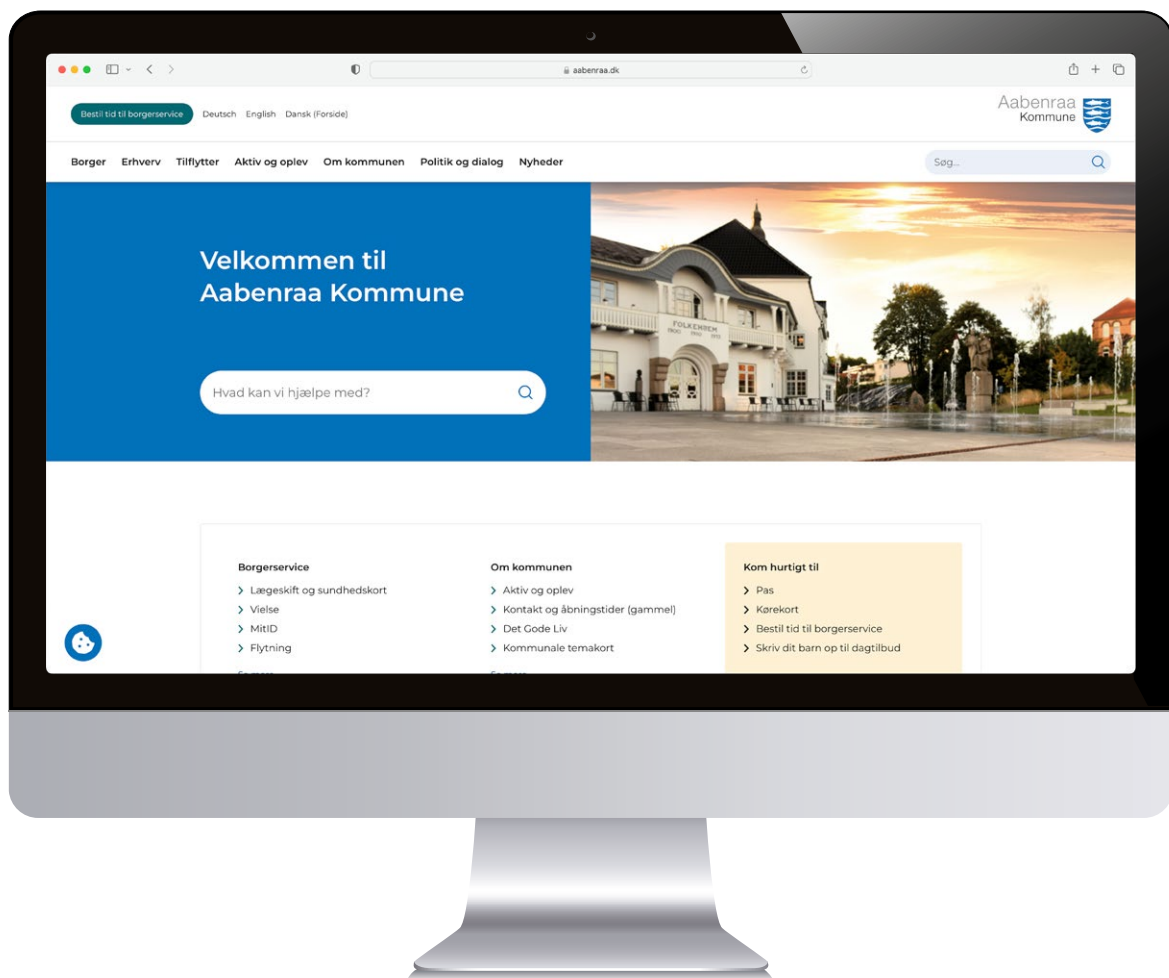 aabenraa.dk
Bestil tid til borgerservice Deutsch English Dansk (Forside)
Aabenraa
Kommune
Borger Erhverv Tilflytter Aktiv og oplev Om kommunen Politik og dialog Nyheder
Søg...
Velkommen til
Aabenraa Kommune
FOLKEHJEM
Hvad kan vi hjælpe med?
Borgerservice
Lægeskift og sundhedskort
Vielse
MitID
Flytning
Om kommunen
Aktiv og oplev
Kontakt og åbningstider (gammel)
Det Gode Liv
Kommunale temakort
Kom hurtigt til
Pas
Kørekort
Bestil tid til borgerservice
Skriv dit barn op til dagtilbud